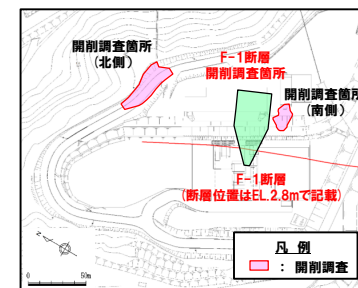 開削調査箇所
(北側)
F-1断層
開削調査箇所
開削調査箇所
(南側)
F-1断層
(断層位置はEL.2.8mで記載)
N
0 50m
凡 例
: 開削調査